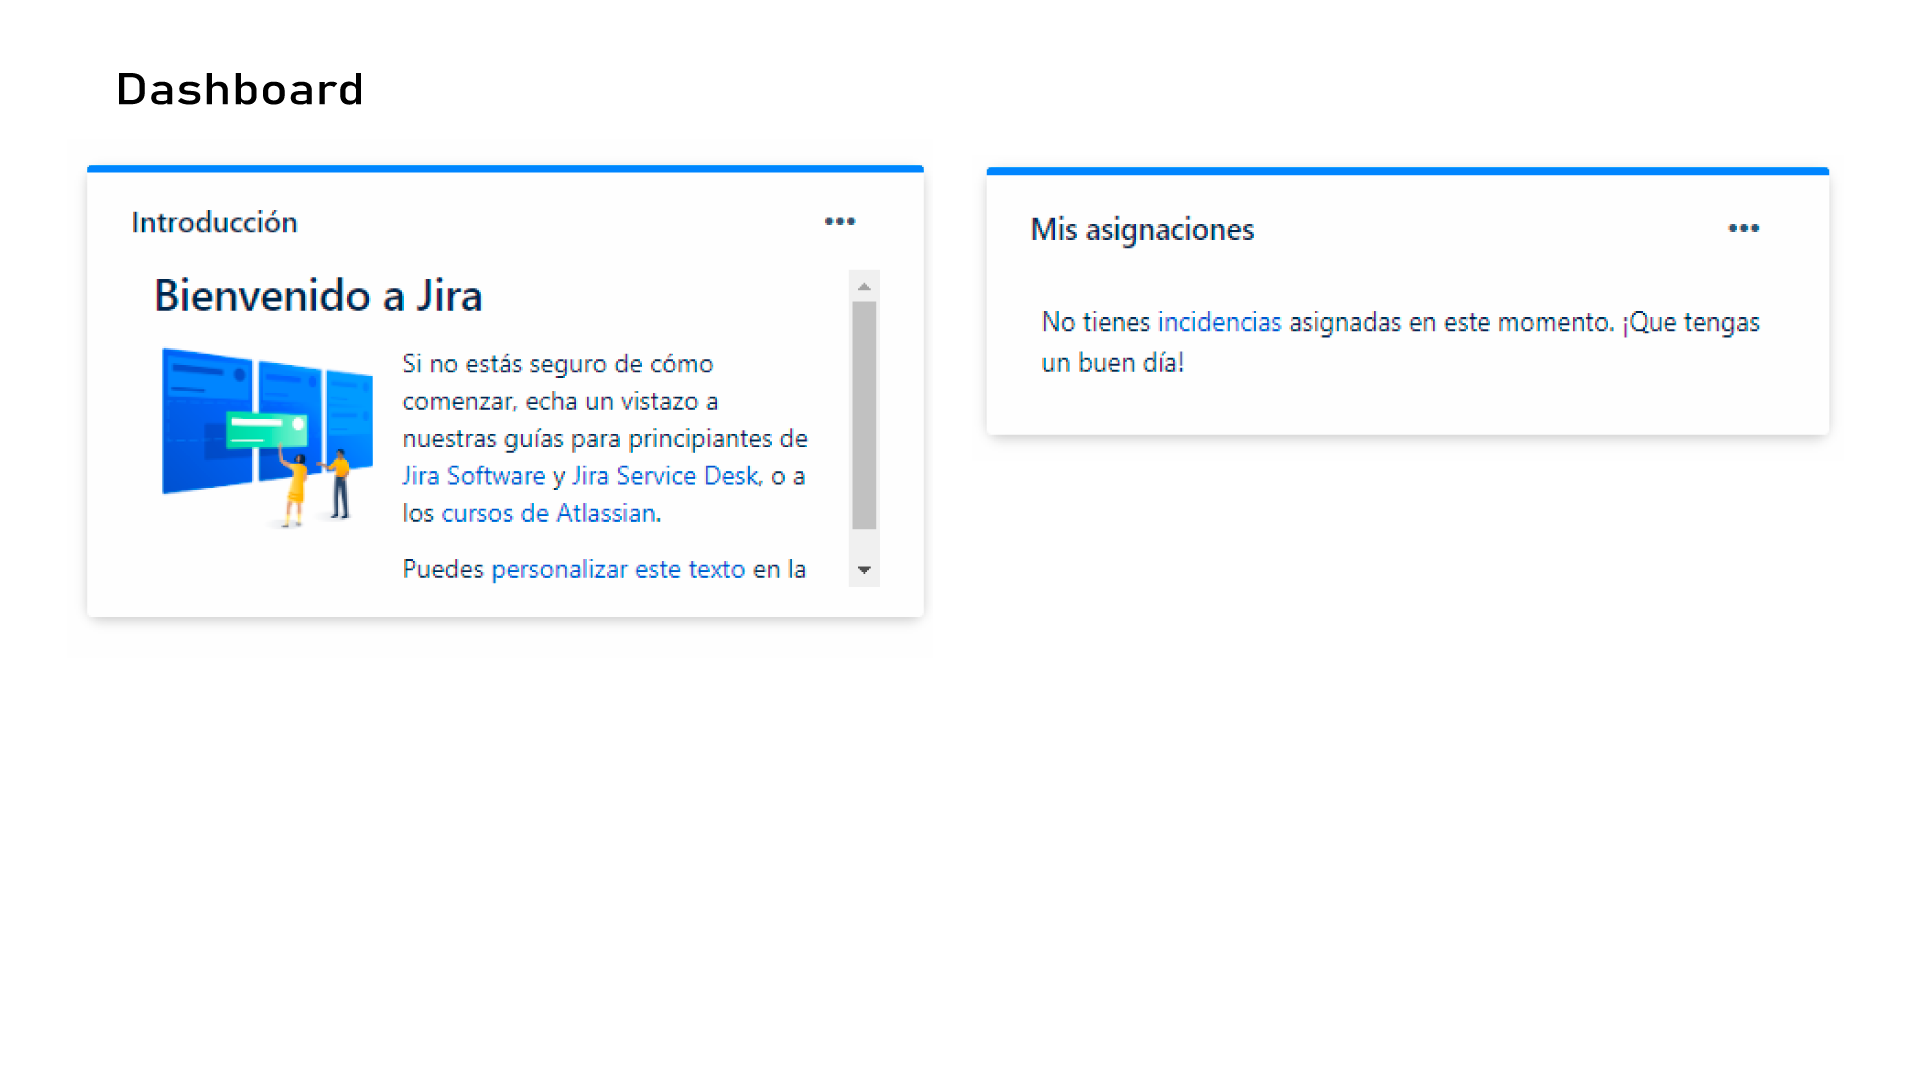 Dashboard
Introducción
Bienvenido a Jira
Si no estás seguro de cómo
comenzar, echa un vistazo a
nuestras guías para principiantes de
Jira Software y Jira Service Desk, o a
los cursos de Atlassian.
Puedes personalizar este texto en la
Mis asignaciones
No tienes incidencias asignadas en este momento. ¡Que tengas
un buen día!